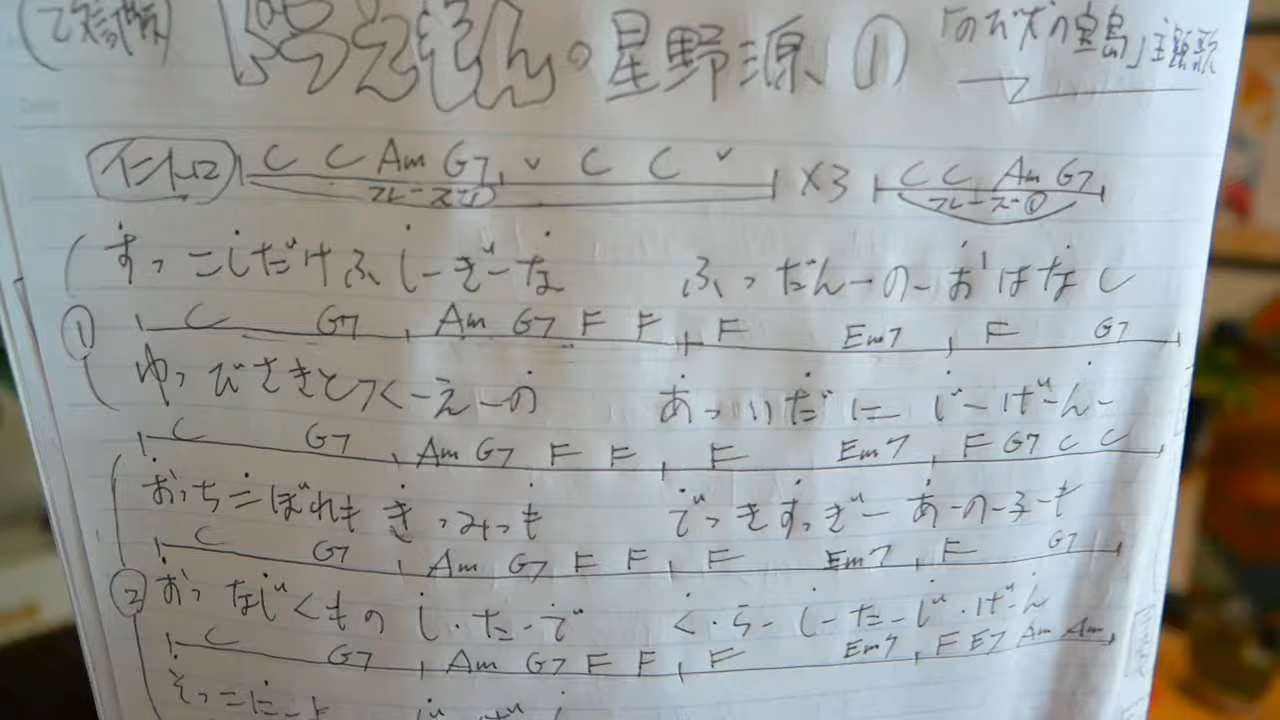 ドラえもん。星野源の
「のび太の宝島」主題歌
イントロ C C Am G7 ˅ C C ˅ ×3 C C Am G7
フレーズ① フレーズ①
すっこしだけふしーぎーな ふっだんーのーおはなし
① C G7 Am G7 F F F Em7 F G7
ゆっびさきとつくーえーの あっいだに じーげーんー
C G7 Am G7 F F F Em7 F G7 C C
おっちこぼれも きっみっも でっきすっぎーあーのー子ーも
C G7 Am G7 F F F Em7 F G7
② おっなじくもの し・たーで く・らーしーたーじ・げーん
C G7 Am G7 F F F Em7 F E7 Am Am